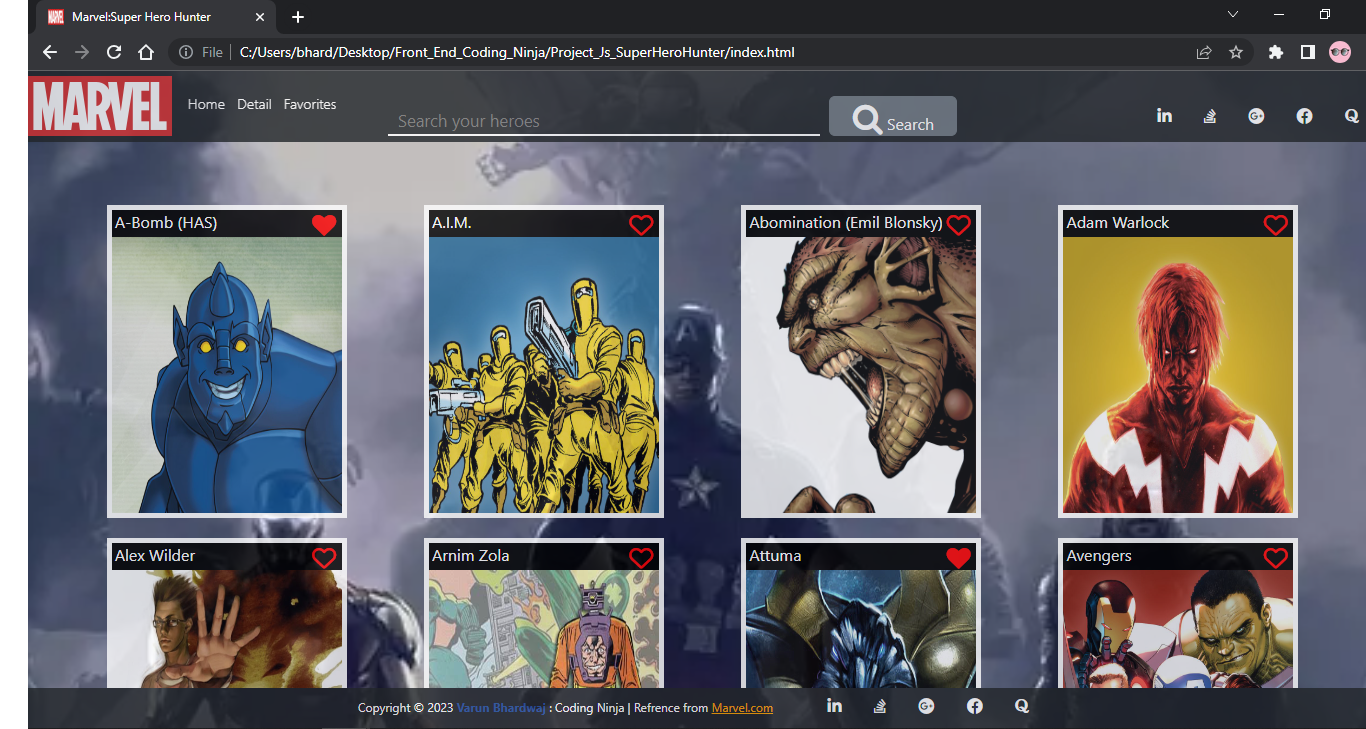 Marvel:Super Hero Hunter
File | C:/Users/bhard/Desktop/Front_End_Coding_Ninja/Project_Js_SuperHeroHunter/index.html
MARVEL Home Detail Favorites Search your heroes Search
A-Bomb (HAS)
A.I.M.
Abomination (Emil Blonsky)
Adam Warlock
Alex Wilder
Arnim Zola
Attuma
Avengers
Copyright © 2023 Varun Bhardwaj : Coding Ninja | Refrence from Marvel.com